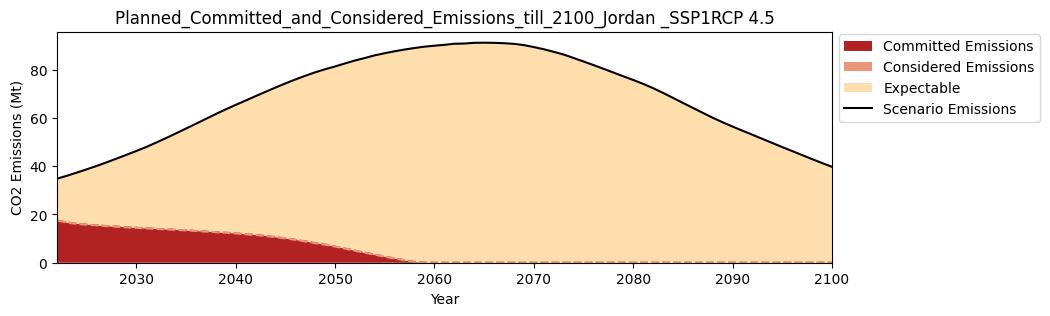 Planned_Committed_and_Considered_Emissions_till_2100_Jordan _SSP1RCP 4.5
Committed Emissions
Considered Emissions
Expectable
Scenario Emissions
CO2 Emissions (Mt)
80
60
40
20
0
2030 2040 2050 2060 2070 2080 2090 2100
Year